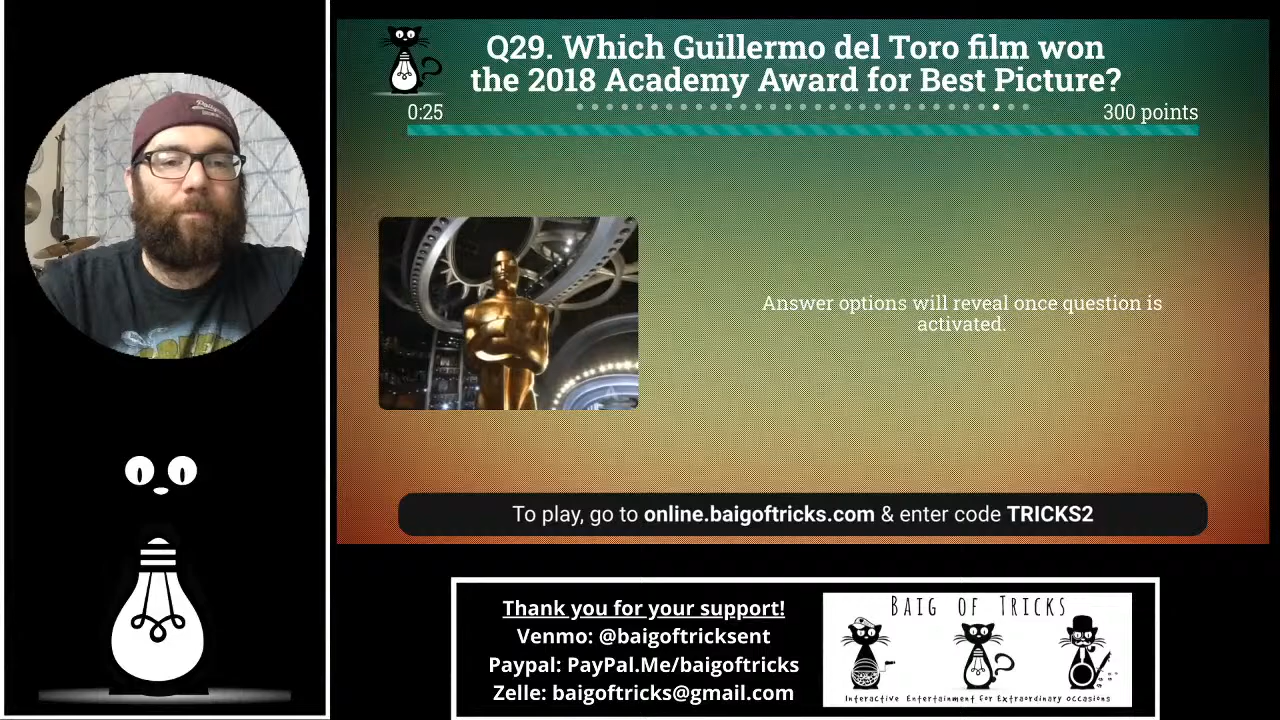 Q29. Which Guillermo del Toro film won
the 2018 Academy Award for Best Picture?
0:25
300 points
Answer options will reveal once question is
activated.
To play, go to online.baigoftricks.com & enter code TRICKS2
Thank you for your support!
Venmo: @baigoftricksent
Paypal: PayPal.Me/baigoftricks
Zelle: baigoftricks@gmail.com
BAIG OF TRICKS
Interactive Entertainment for Extraordinary occasions